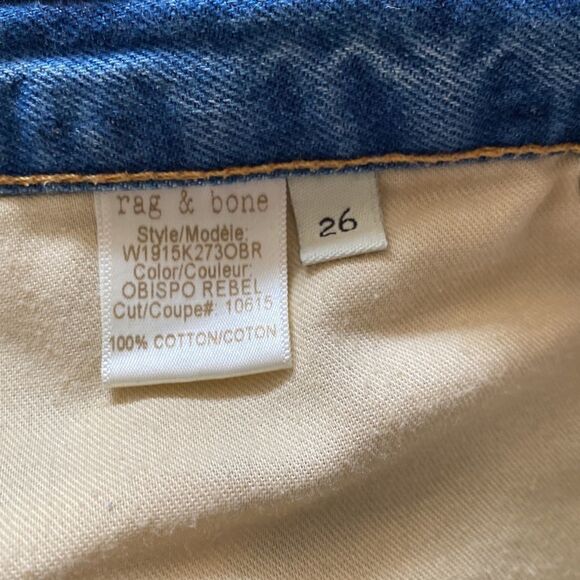 rag & bone
Style/Modèle:
W1915K273OBR
Color/Couleur:
OBISPO REBEL
Cut/Coupe#: 10615
100% COTTON/COTON
26